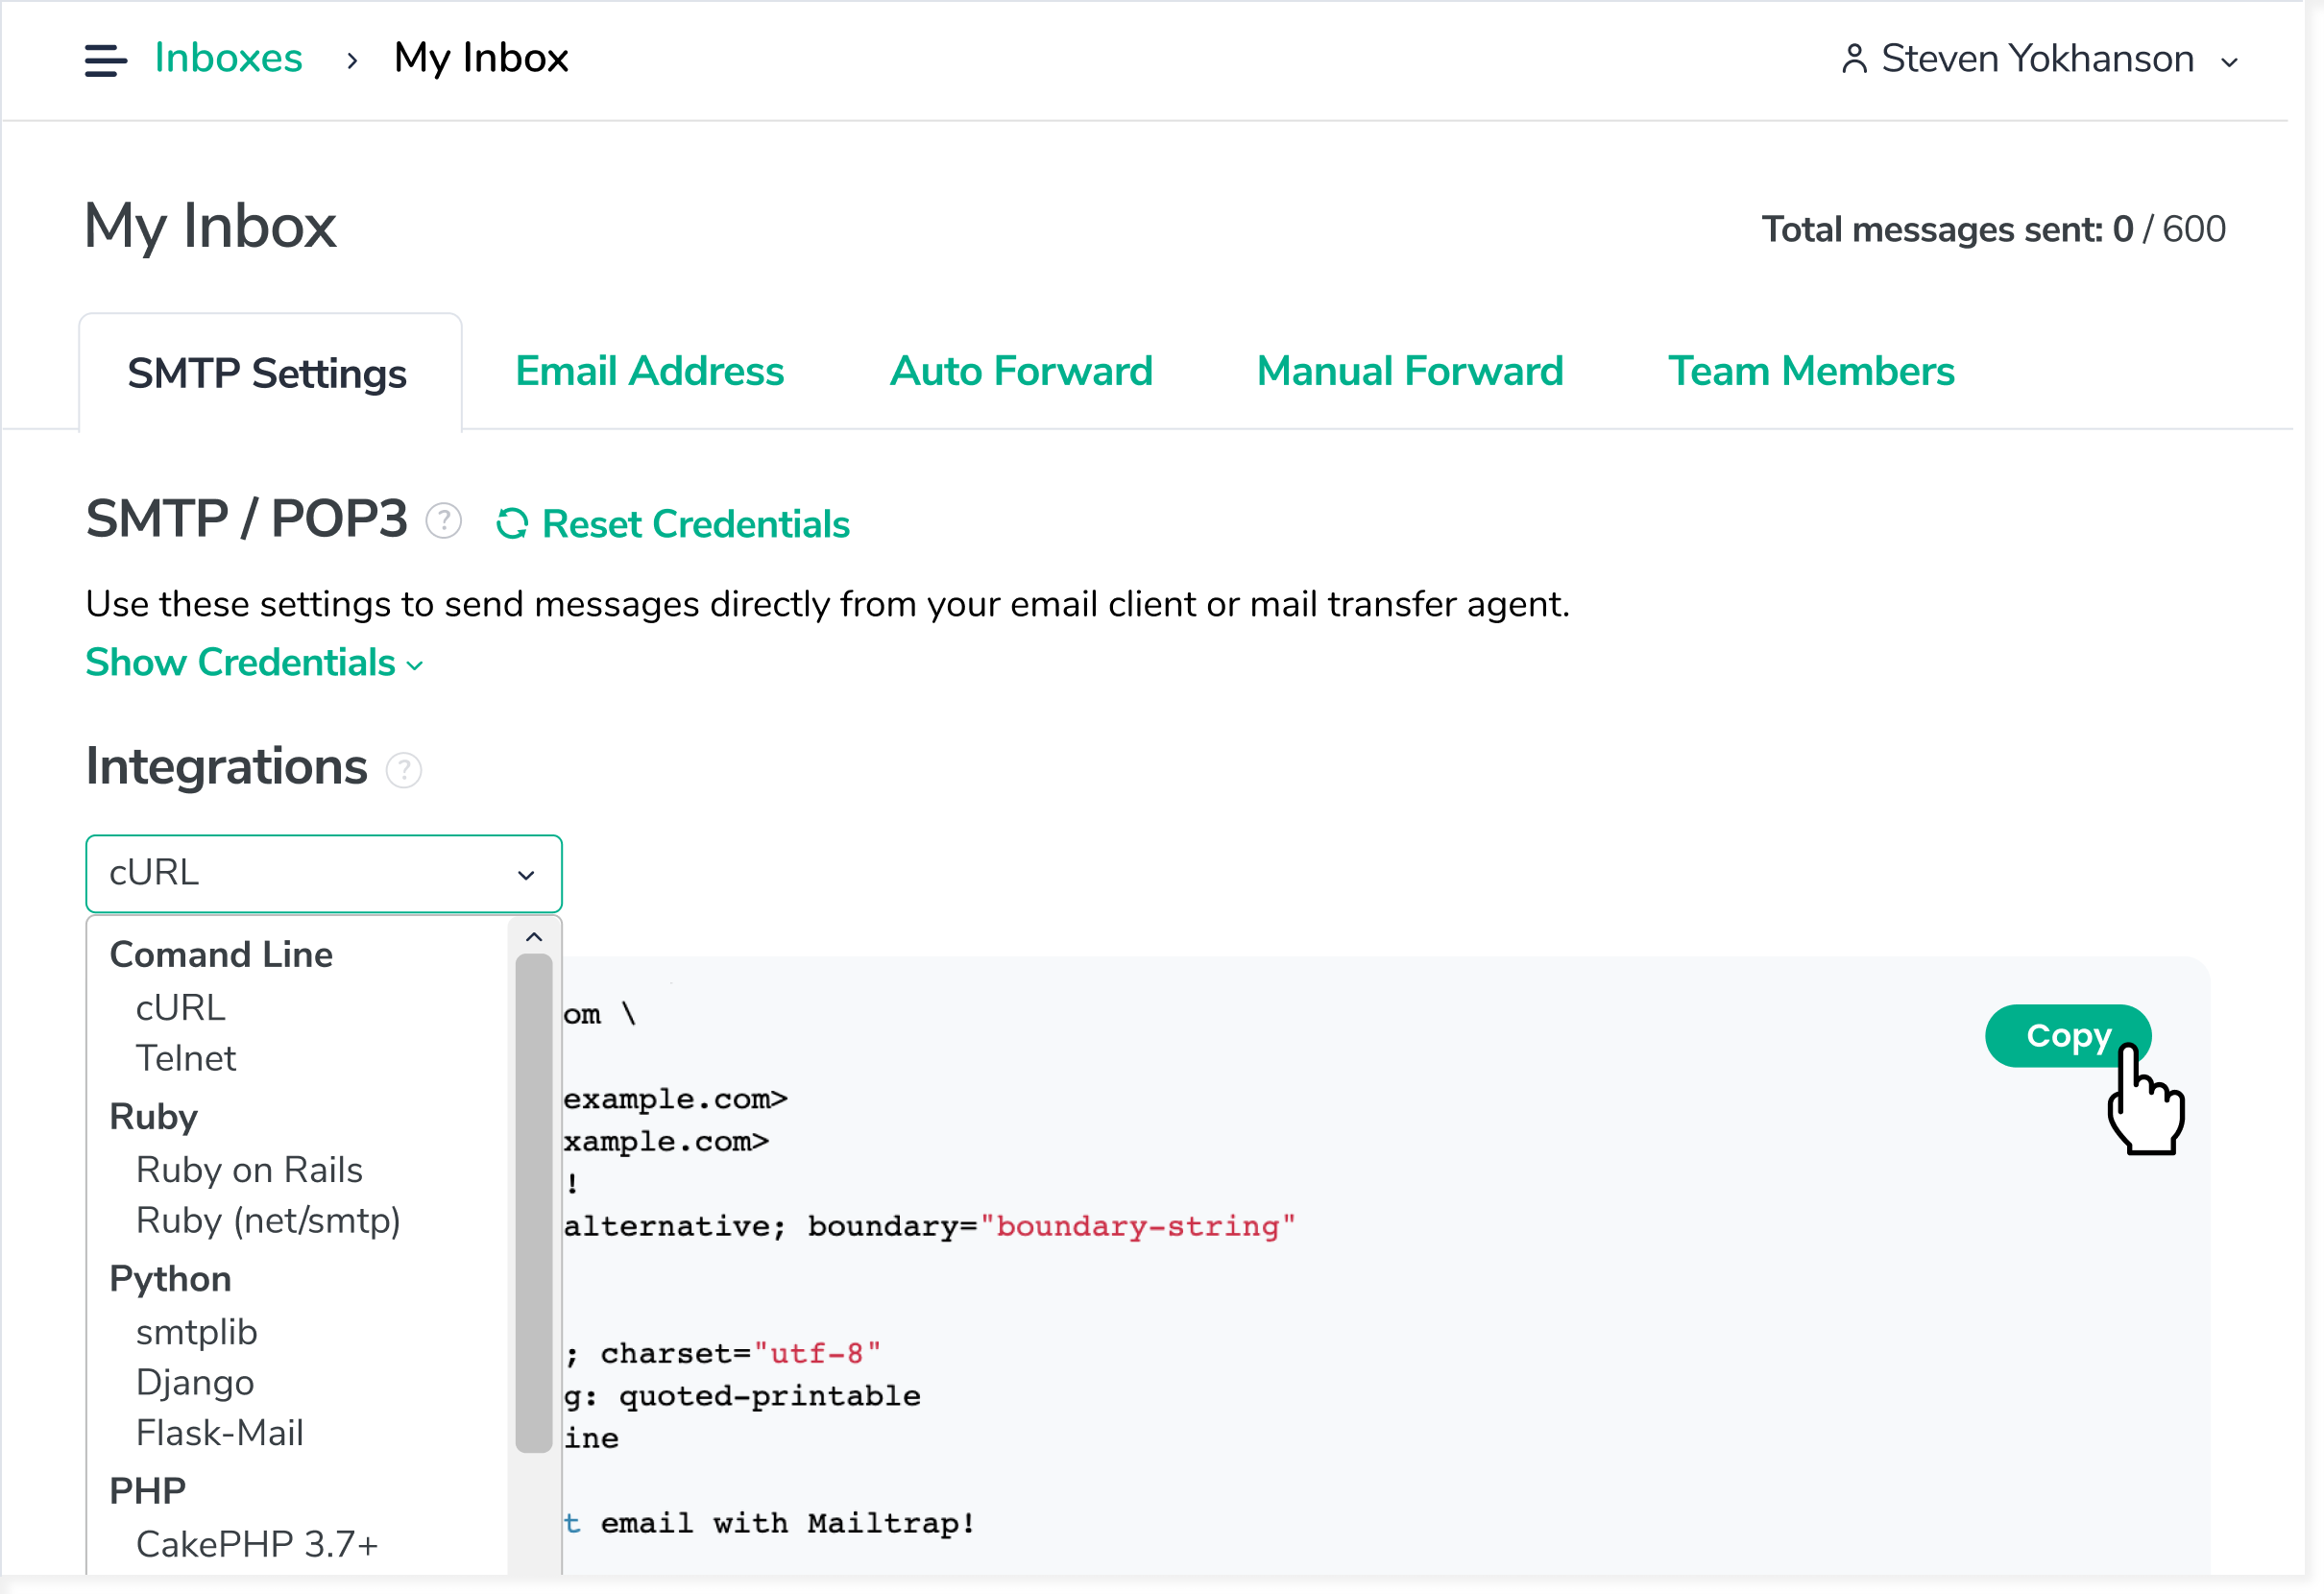 Inboxes › My Inbox
Steven Yokhanson
My Inbox
Total messages sent: 0 / 600
SMTP Settings
Email Address
Auto Forward
Manual Forward
Team Members
SMTP / POP3 ?
Reset Credentials
Use these settings to send messages directly from your email client or mail transfer agent.
Show Credentials
Integrations ?
cURL
Comand Line
cURL
Telnet
Ruby
Ruby on Rails
Ruby (net/smtp)
Python
smtplib
Django
Flask-Mail
PHP
CakePHP 3.7+
om \
example.com>
xample.com>
!
alternative; boundary="boundary-string"
; charset="utf-8"
g: quoted-printable
ine
t email with Mailtrap!
Copy